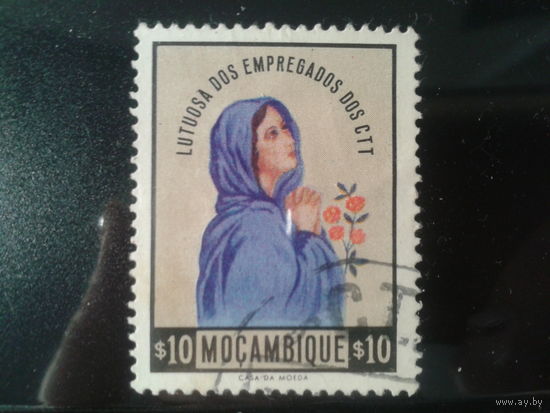 LUTUOSA DOS EMPREGADOS DOS CTT
$10 MOÇAMBIQUE $10
CASA DA MOEDA
www.ay.by